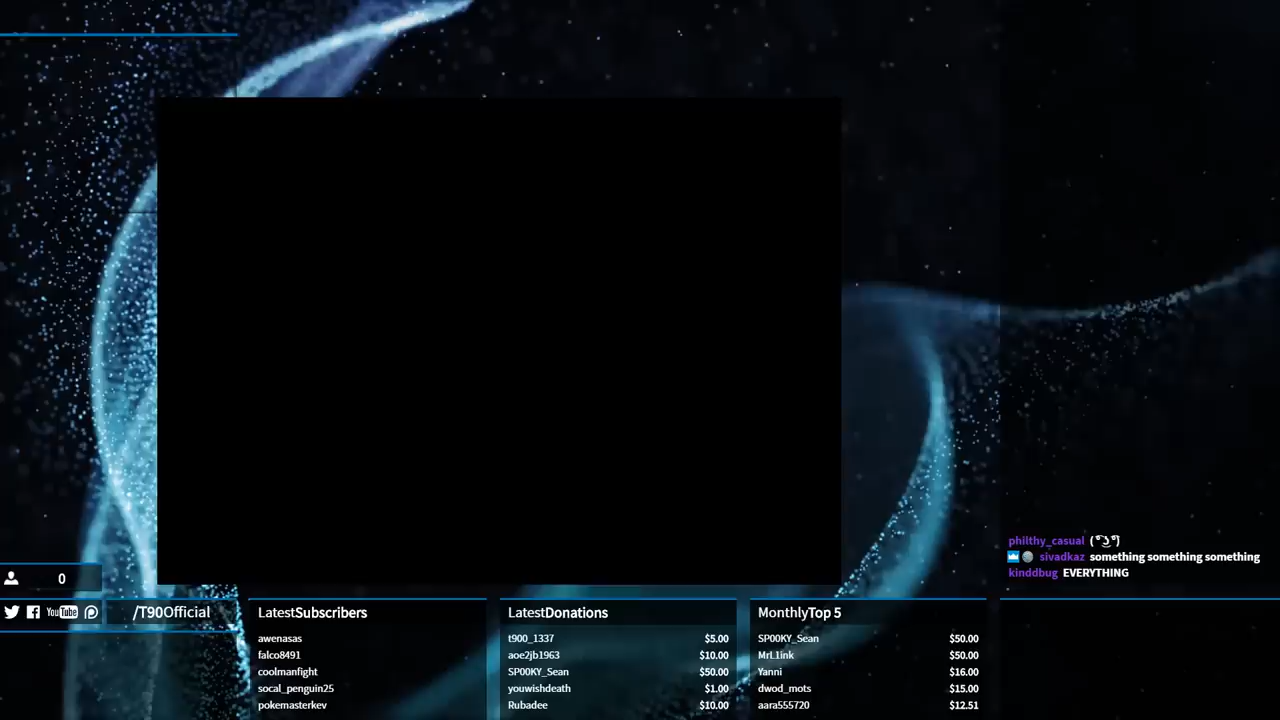 philthy_casual ( ͡° ͜ʖ ͡°)
sivadkaz something something something
kinddbug EVERYTHING
0
YouTube /T90Official
LatestSubscribers
awenasas
falco8491
coolmanfight
socal_penguin25
pokemasterkev
LatestDonations
t900_1337 $5.00
aoe2jb1963 $10.00
SP00KY_Sean $50.00
youwishdeath $1.00
Rubadee $10.00
MonthlyTop 5
SP00KY_Sean $50.00
MrL1ink $50.00
Yanni $16.00
dwod_mots $15.00
aara555720 $12.51